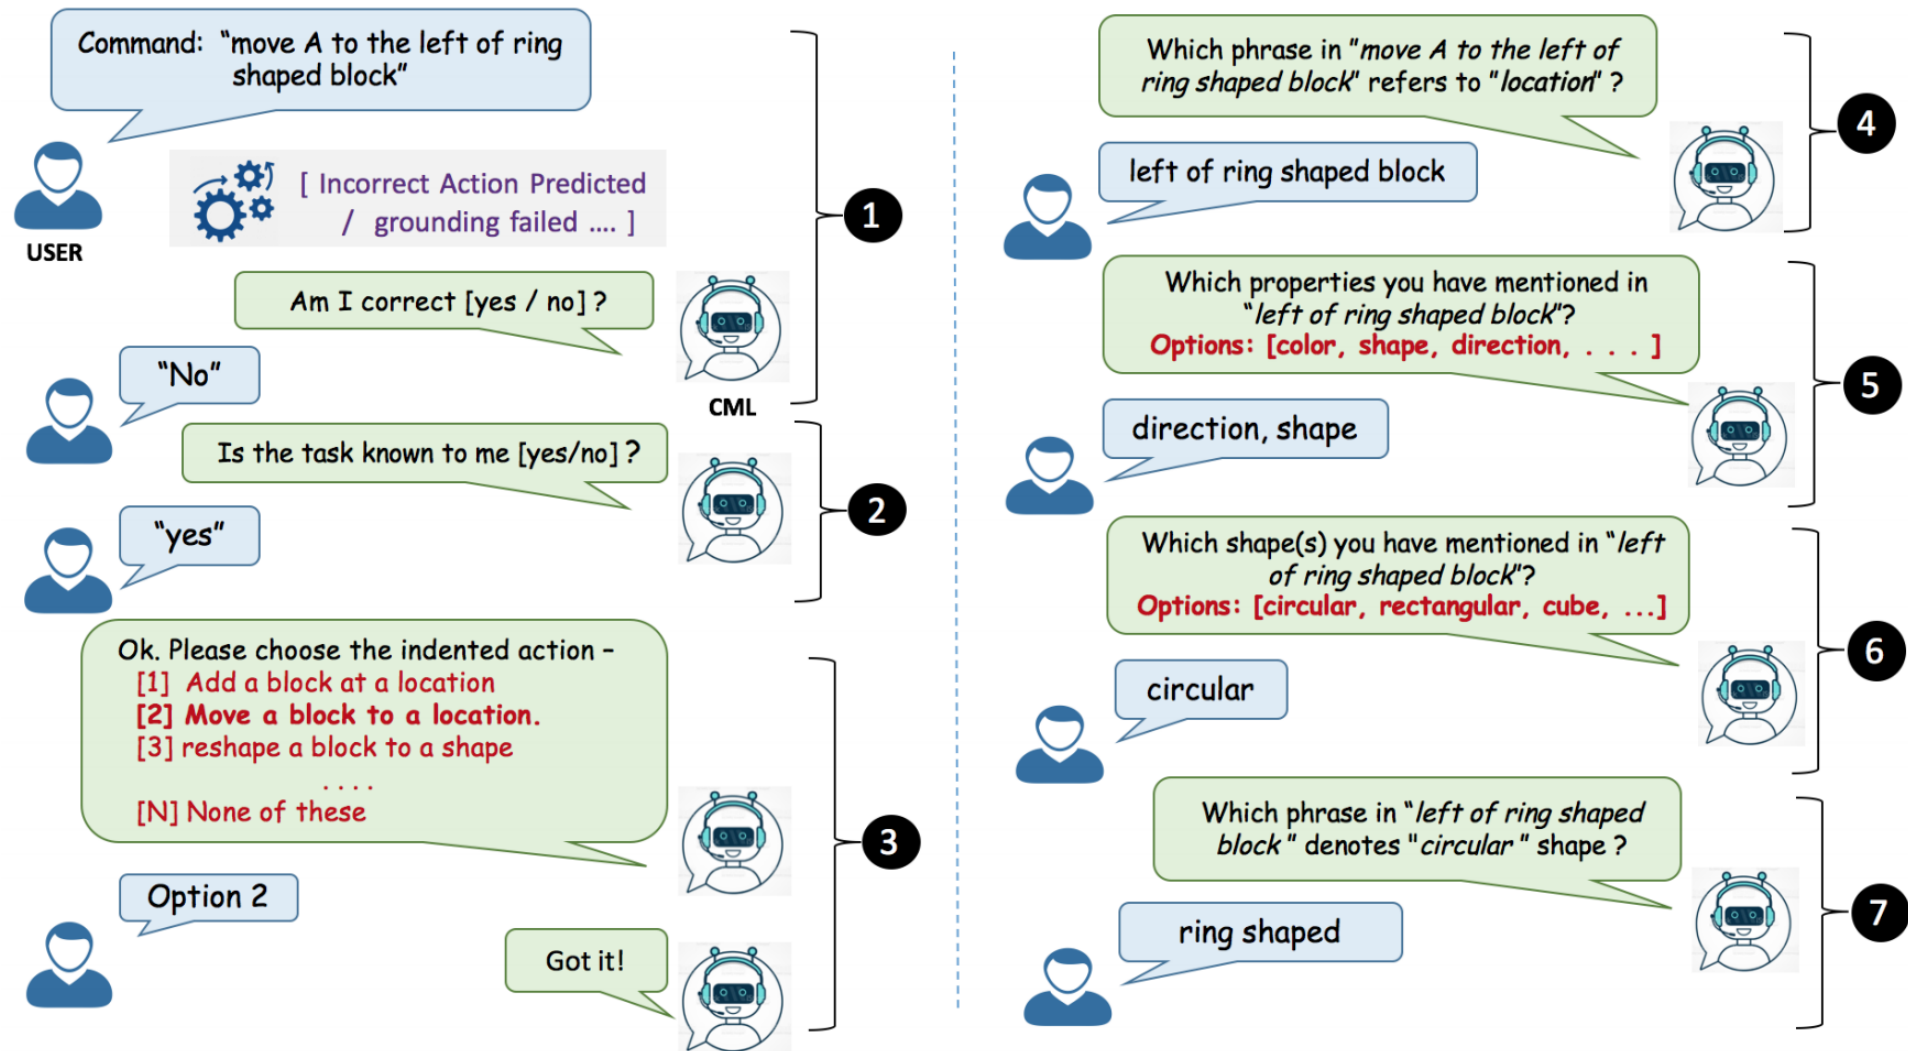 Command: “move A to the left of ring
shaped block”
USER
[ Incorrect Action Predicted
/ grounding failed .... ]
Am I correct [yes / no] ?
CML
“No”
1
Is the task known to me [yes/no] ?
“yes”
2
Ok. Please choose the indented action –
[1] Add a block at a location
[2] Move a block to a location.
[3] reshape a block to a shape
. . . .
[N] None of these
Option 2
Got it!
3
Which phrase in "move A to the left of
ring shaped block" refers to "location" ?
left of ring shaped block
4
Which properties you have mentioned in
“left of ring shaped block"?
Options: [color, shape, direction, . . . ]
direction, shape
5
Which shape(s) you have mentioned in “left
of ring shaped block"?
Options: [circular, rectangular, cube, ...]
circular
6
Which phrase in “left of ring shaped
block " denotes "circular " shape ?
ring shaped
7